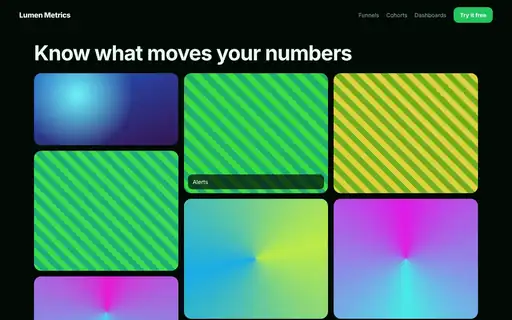 Lumen Metrics
Funnels Cohorts Dashboards Try it free
Know what moves your numbers
Alerts